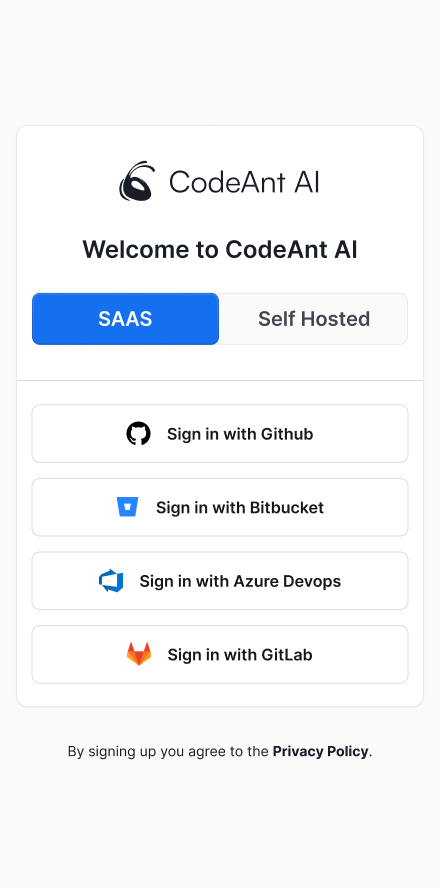 CodeAnt AI
Welcome to CodeAnt AI
SAAS
Self Hosted
Sign in with Github
Sign in with Bitbucket
Sign in with Azure Devops
Sign in with GitLab
By signing up you agree to the Privacy Policy.